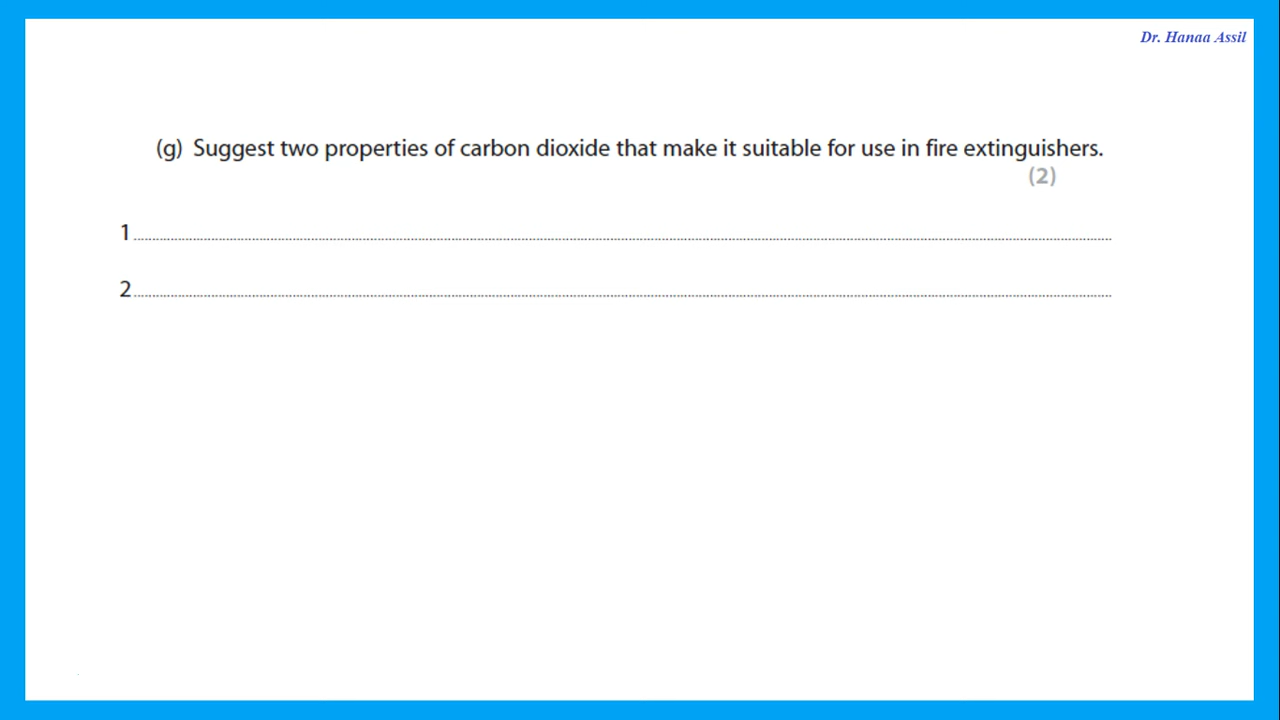 Dr. Hanaa Assil
(g) Suggest two properties of carbon dioxide that make it suitable for use in fire extinguishers.
(2)
1
2